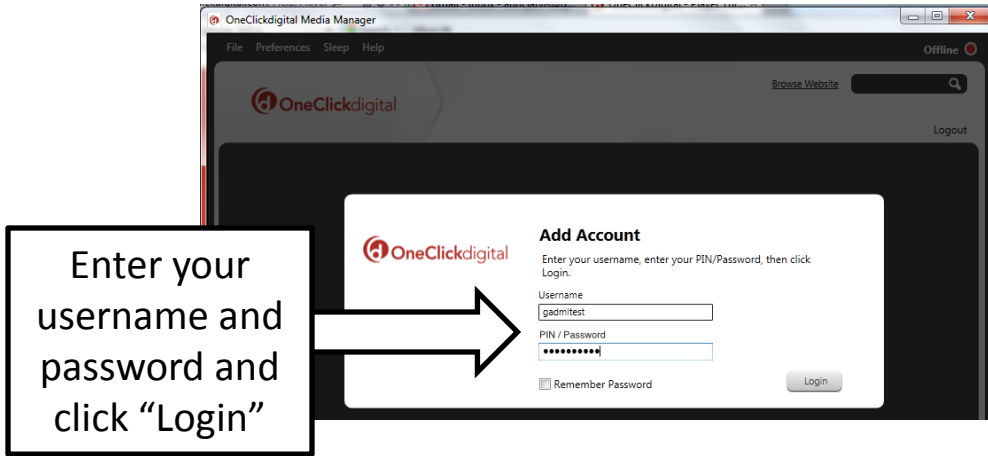 OneClickdigital Media Manager
File Preferences Sleep Help
Offline
Browse Website
OneClickdigital
Logout
OneClickdigital
Add Account
Enter your username, enter your PIN/Password, then click
Login.
Username
gadmitest
PIN / Password
••••••••••
Remember Password
Login
Enter your
username and
password and
click “Login”